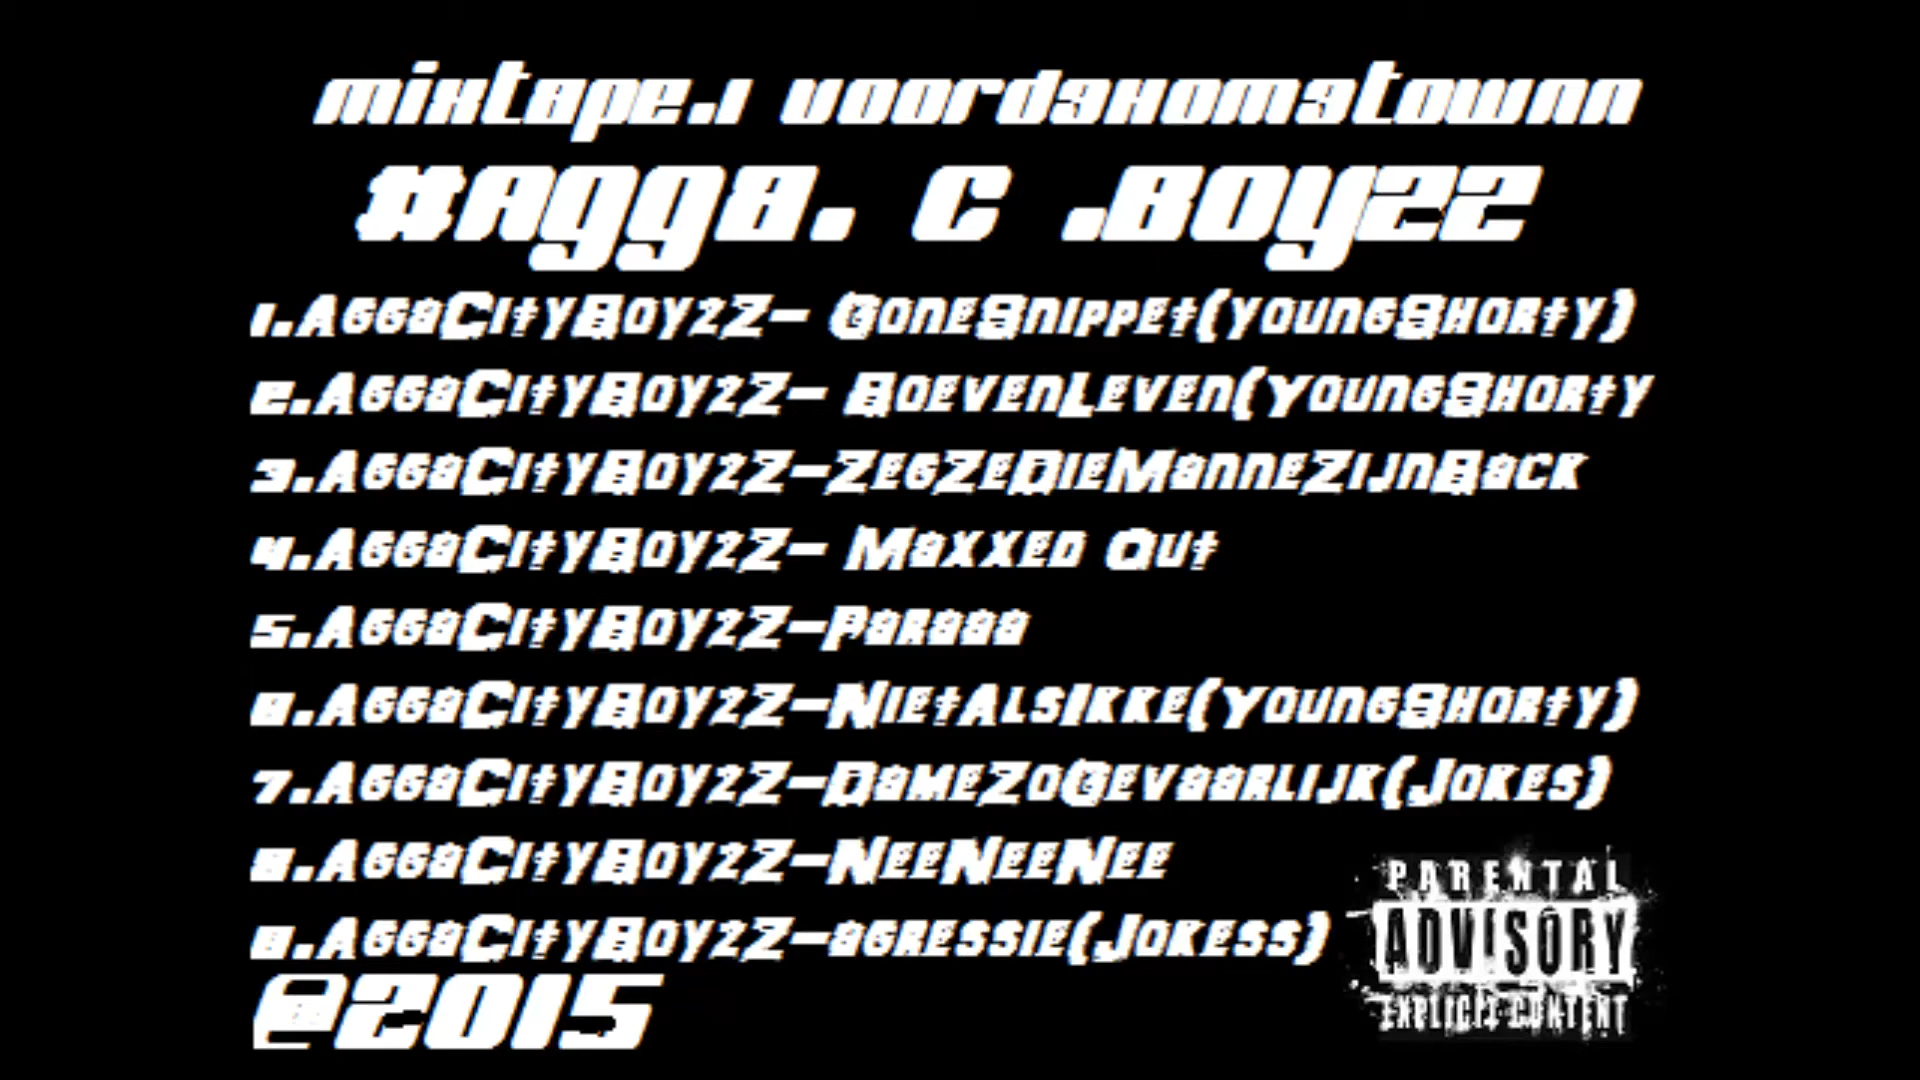 mixtape.1 voord3hom3townn
#Agga. C .Boyzz
1.AggaCityBoyzZ- GoneSnippet(youngShorty)
2.AggaCityBoyzZ- BoevenLeven(YoungShorty
3.AggaCityBoyzZ-ZegZeDieManneZijnBack
4.AggaCityBoyzZ- Maxxed Out
5.AggaCityBoyzZ-Paraaa
6.AggaCityBoyzZ-NietAlsIkke(YoungShorty)
7.AggaCityBoyzZ-DameZoGevaarlijk(Jokes)
8.AggaCityBoyzZ-NeeNeeNee
9.AggaCityBoyzZ-agressie(Jokess)
@2015
PARENTAL
ADVISORY
EXPLICIT CONTENT